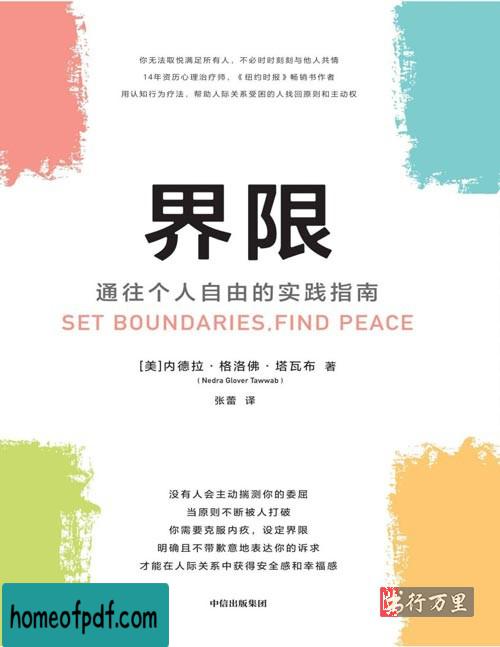 你无法取悦满足所有人，不必时时刻刻与他人共情
14年资历心理治疗师、《纽约时报》畅销书作者
用认知行为疗法，帮助人际关系受困的人找回原则和主动权
界限
通往个人自由的实践指南
SET BOUNDARIES,FIND PEACE
[美]内德拉·格洛佛·塔瓦布 著
( Nedra Glover Tawwab )
张蕾 译
没有人会主动揣测你的委屈
当原则不断被人打破
你需要克服内疚，设定界限
明确且不带歉意地表达你的诉求
才能在人际关系中获得安全感和幸福感
homeofpdf.com
中信出版集团
书行万里